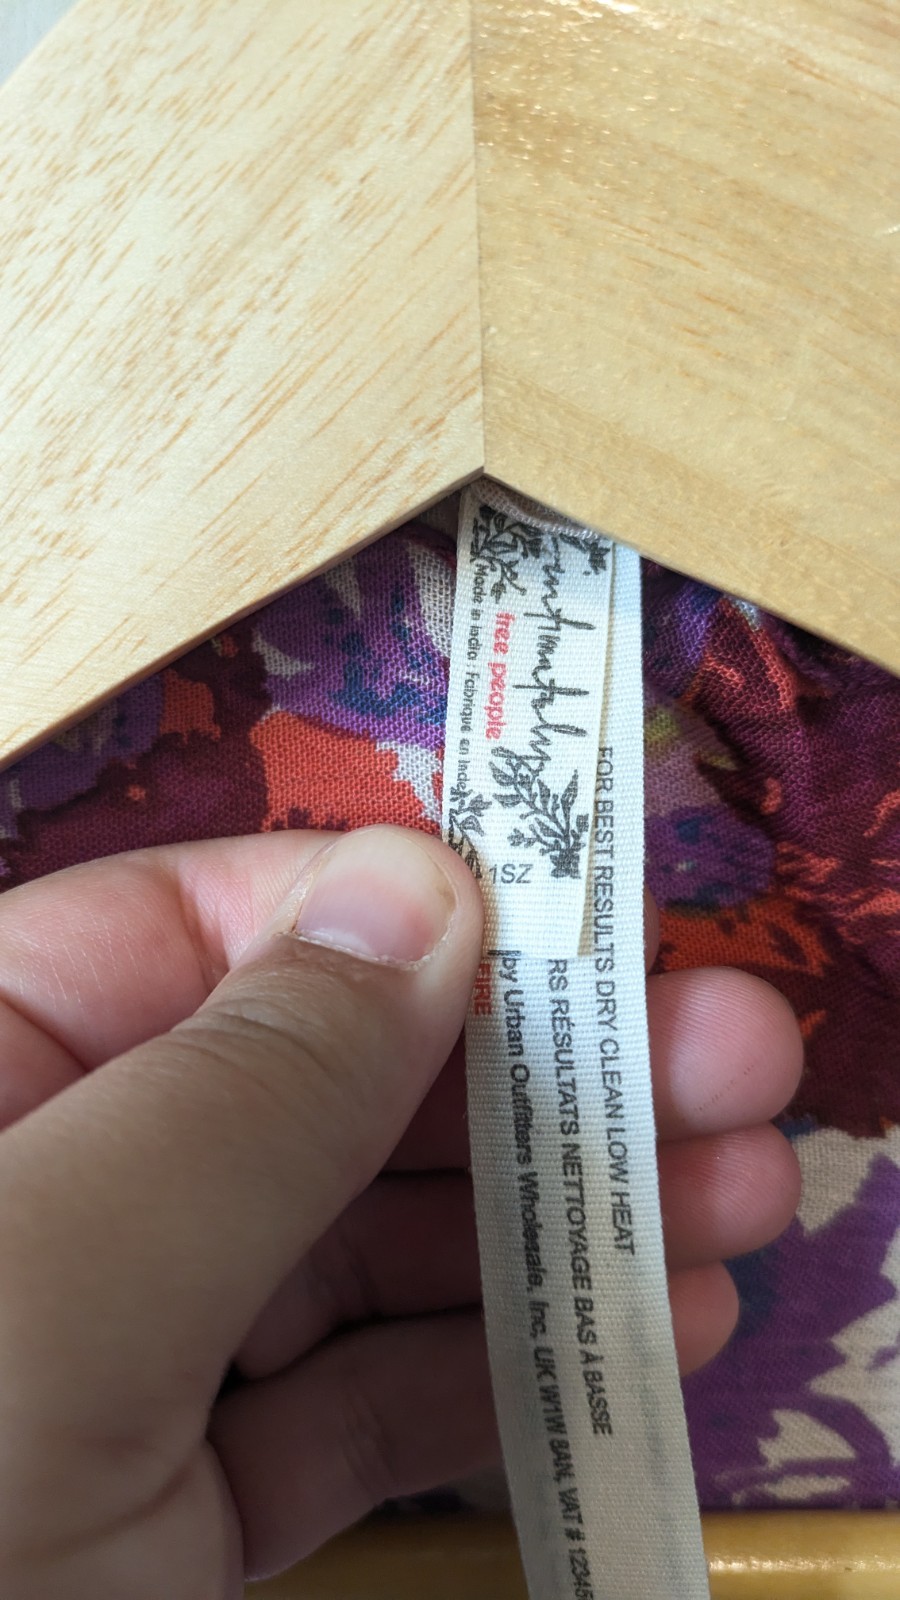 free people
Made in India : Fabriqué en Inde
1SZ
FOR BEST RESULTS DRY CLEAN LOW HEAT
RS RÉSULTATS NETTOYAGE BAS À BASSE
by Urban Outfitters Wholesale, Inc, UK W1W 8AN, VAT # 12345
FIRE